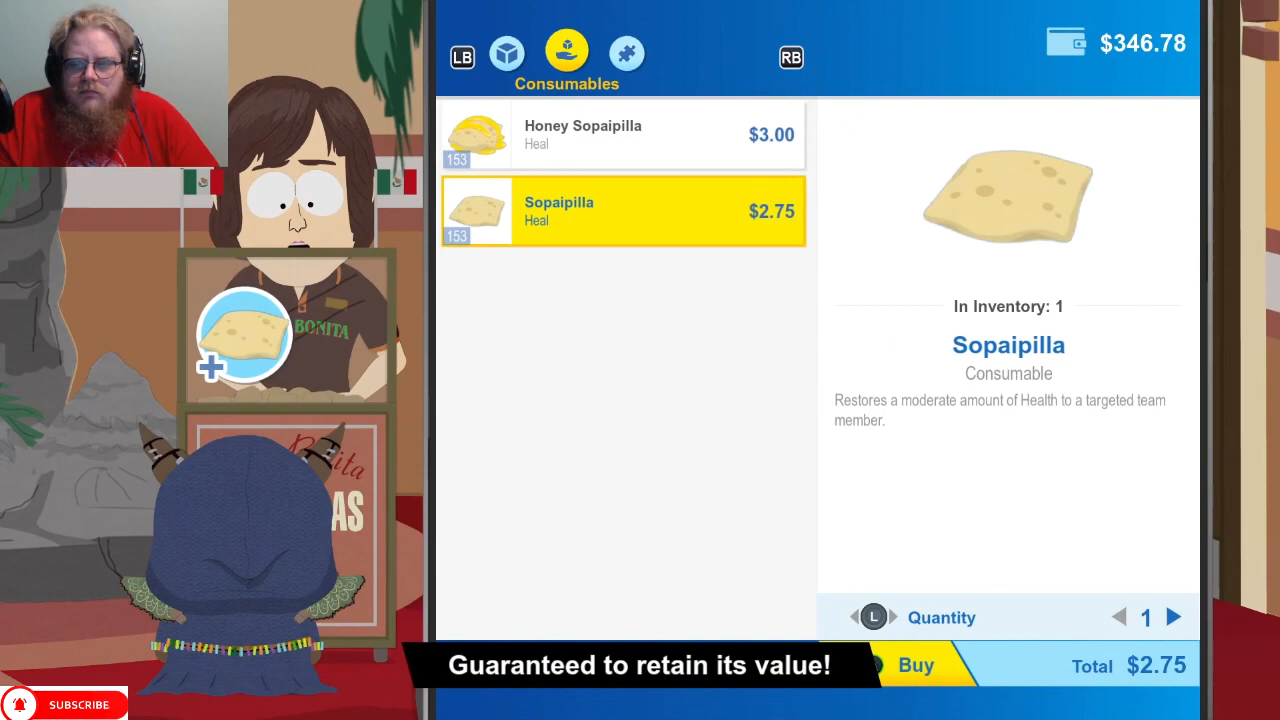 LB
RB
Consumables
$346.78
Honey Sopaipilla
Heal
$3.00
153
Sopaipilla
Heal
$2.75
153
In Inventory: 1
Sopaipilla
Consumable
Restores a moderate amount of Health to a targeted team
member.
BONITA
AS
L
Quantity
1
Guaranteed to retain its value!
Buy
Total $2.75
SUBSCRIBE